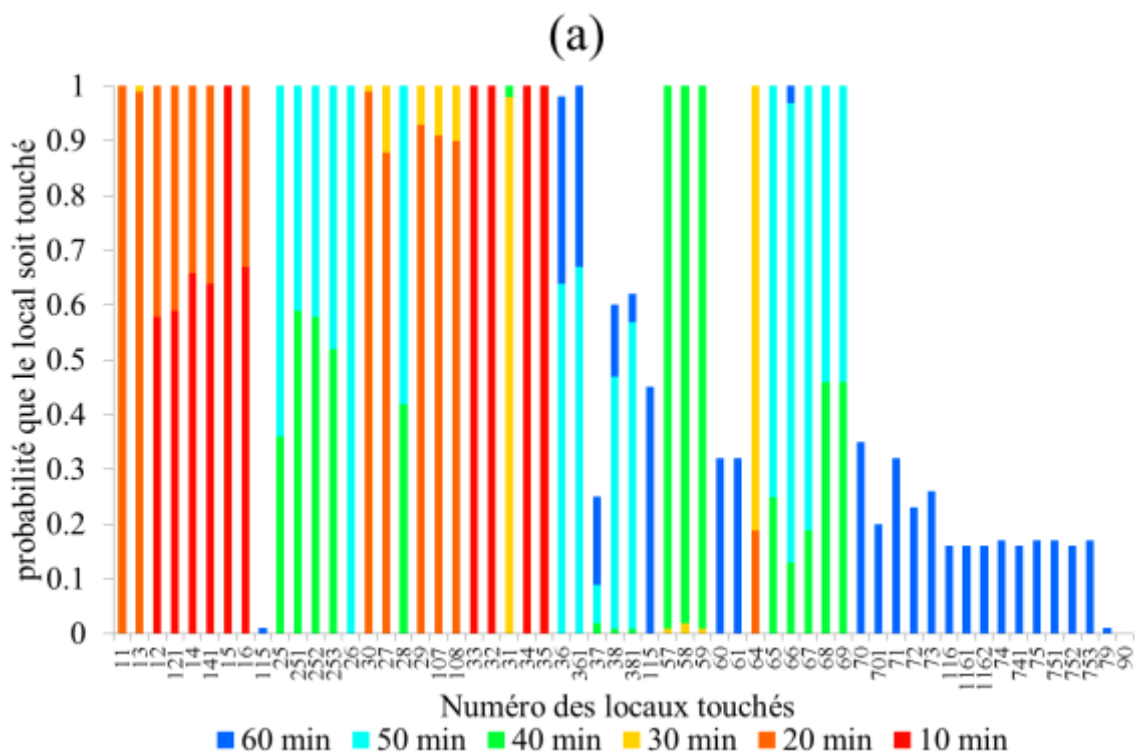 (a)
probabilité que le local soit touché
1
0.9
0.8
0.7
0.6
0.5
0.4
0.3
0.2
0.1
0
11 13 12 121 14 141 15 16 115 25 251 252 253 26 30 27 28 29 107 108 33 32 31 34 35 36 361 37 38 381 115 57 58 59 60 61 64 65 66 67 68 69 70 701 71 72 73 116 1161 1162 74 741 75 751 752 753 79 90
Numéro des locaux touchés
60 min 50 min 40 min 30 min 20 min 10 min